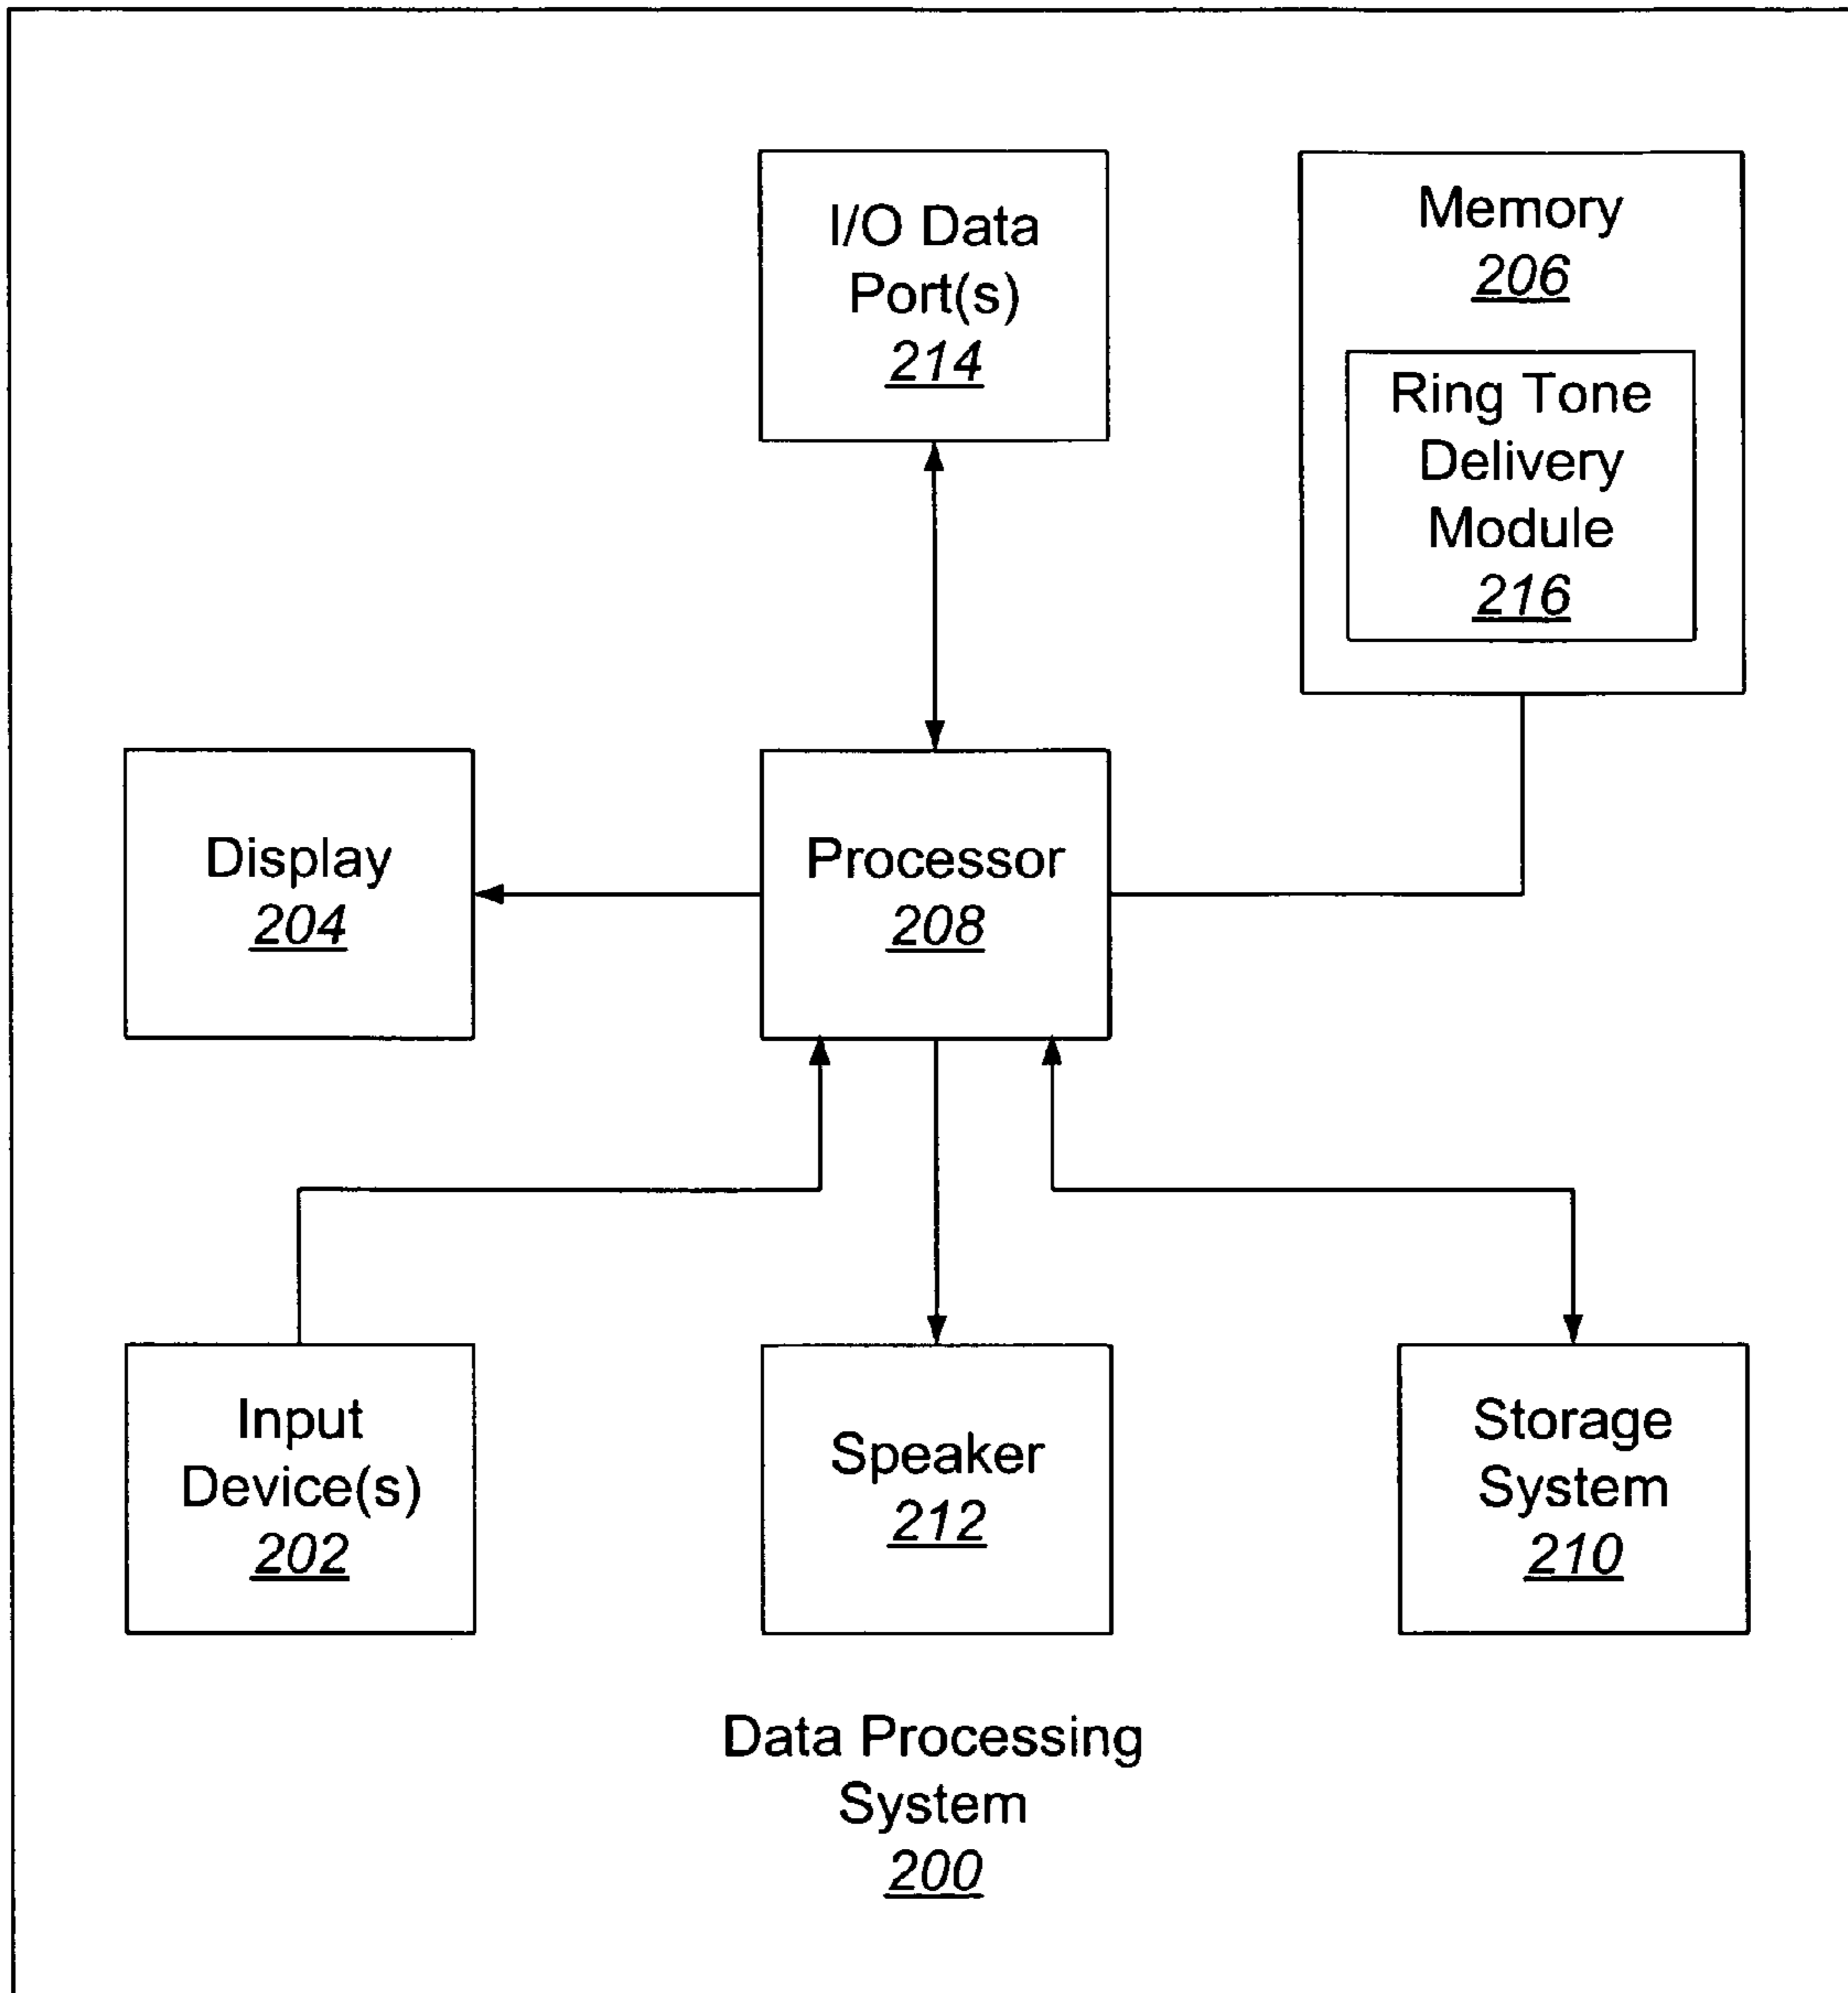 I/O Data
Port(s)
214
Memory
206
Ring Tone
Delivery
Module
216
Display
204
Processor
208
Input
Device(s)
202
Speaker
212
Storage
System
210
Data Processing
System
200